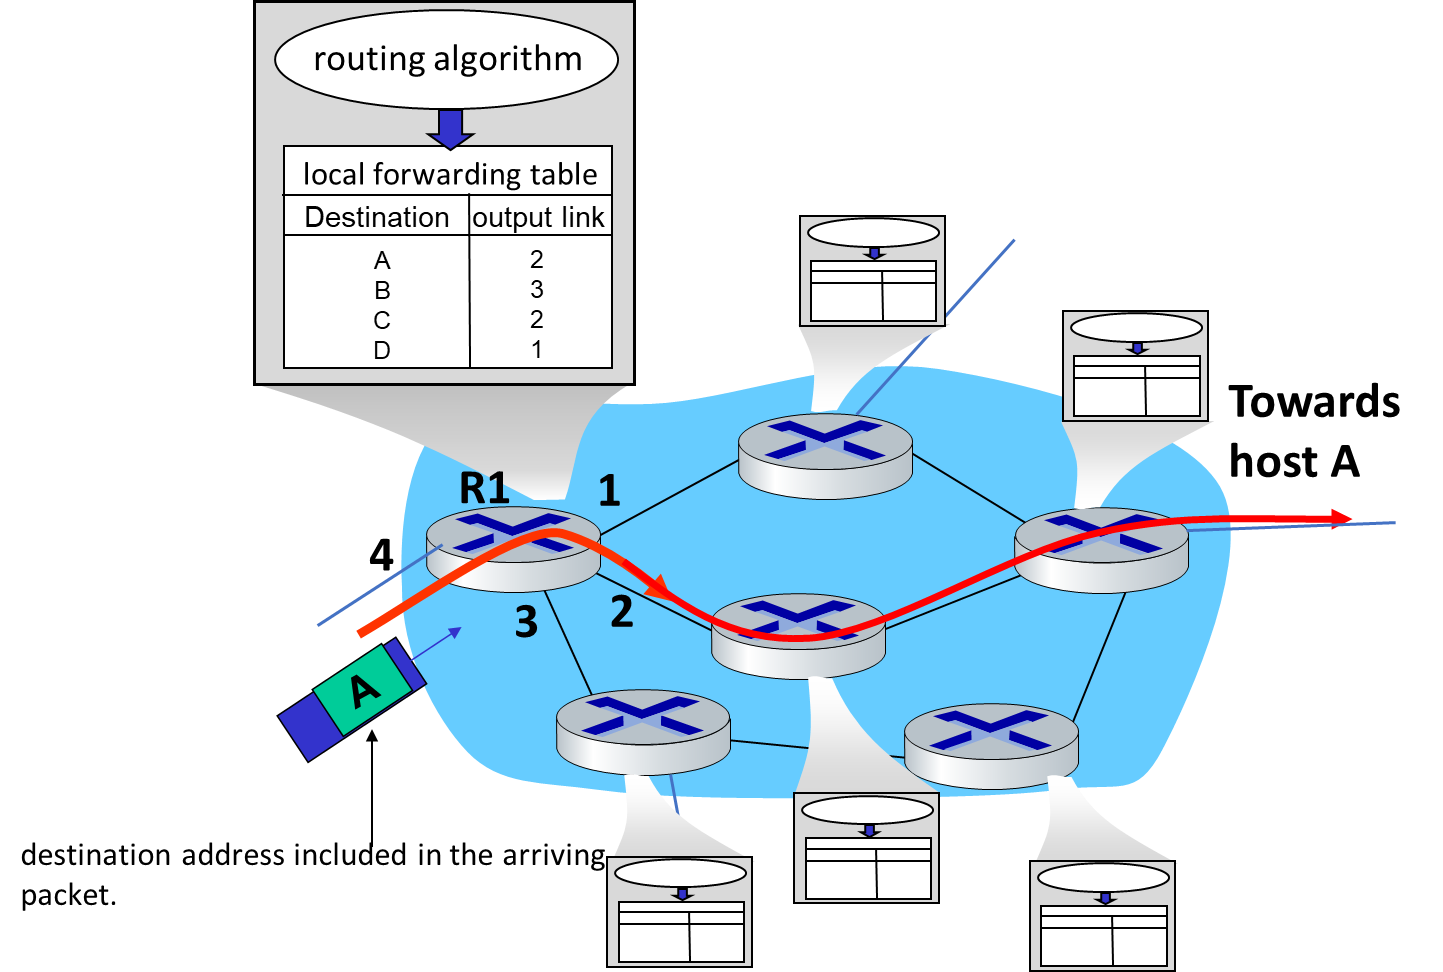 routing algorithm
local forwarding table
Destination output link
A 2
B 3
C 2
D 1
Towards
host A
R1
1
4
3
2
A
destination address included in the arriving
packet.